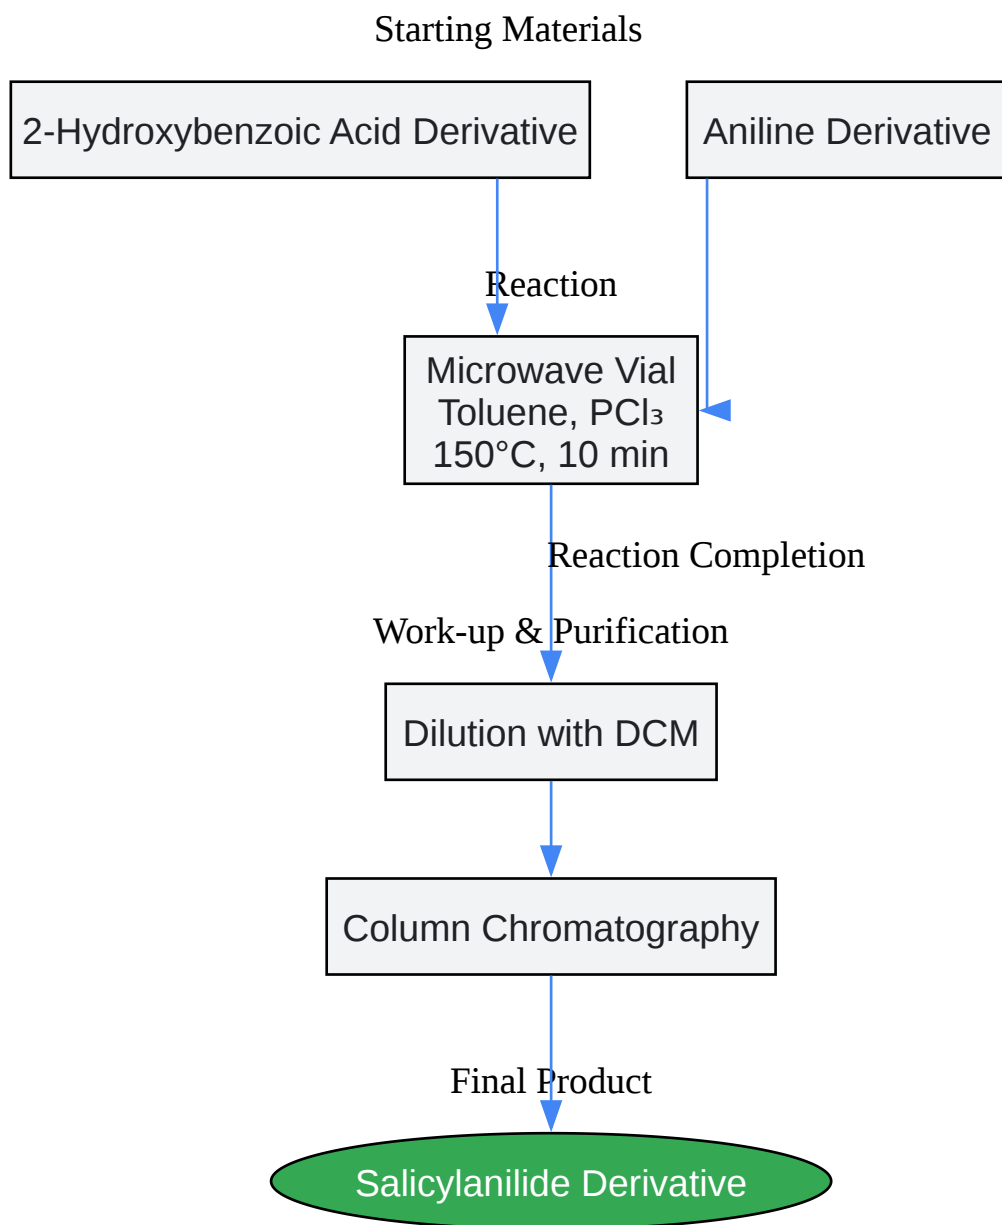 Starting Materials
2-Hydroxybenzoic Acid Derivative
Aniline Derivative
Reaction
Microwave Vial
Toluene, PCl₃
150°C, 10 min
Reaction Completion
Work-up & Purification
Dilution with DCM
Column Chromatography
Final Product
Salicylanilide Derivative